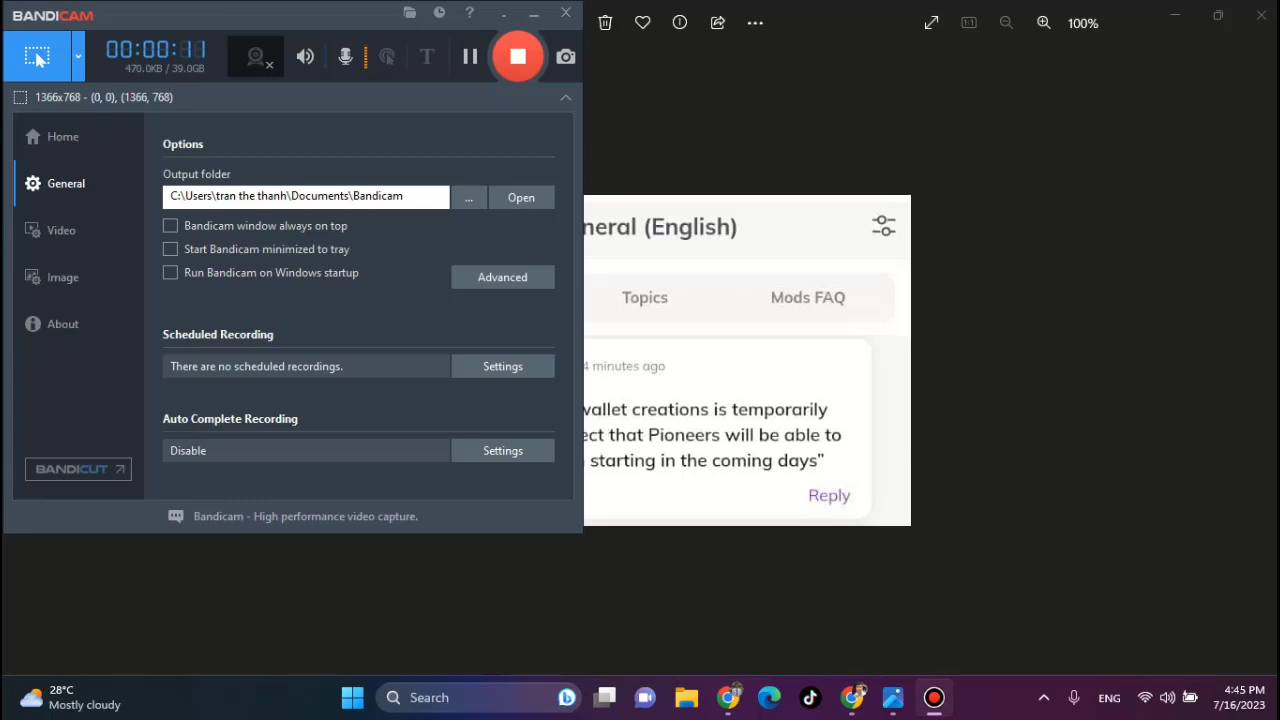 BANDICAM
00:00:11
470.0KB / 39.0GB
1366x768 - (0, 0), (1366, 768)
Home
General
Video
Image
About
BANDICUT
Options
Output folder
C:\Users\tran the thanh\Documents\Bandicam
...
Open
Bandicam window always on top
Start Bandicam minimized to tray
Run Bandicam on Windows startup
Advanced
Scheduled Recording
There are no scheduled recordings.
Settings
Auto Complete Recording
Disable
Settings
Bandicam - High performance video capture.
100%
neral (English)
Topics
Mods FAQ
4 minutes ago
wallet creations is temporarily
ect that Pioneers will be able to
starting in the coming days”
Reply
28°C
Mostly cloudy
Search
ENG
4:45 PM
7/16/2023